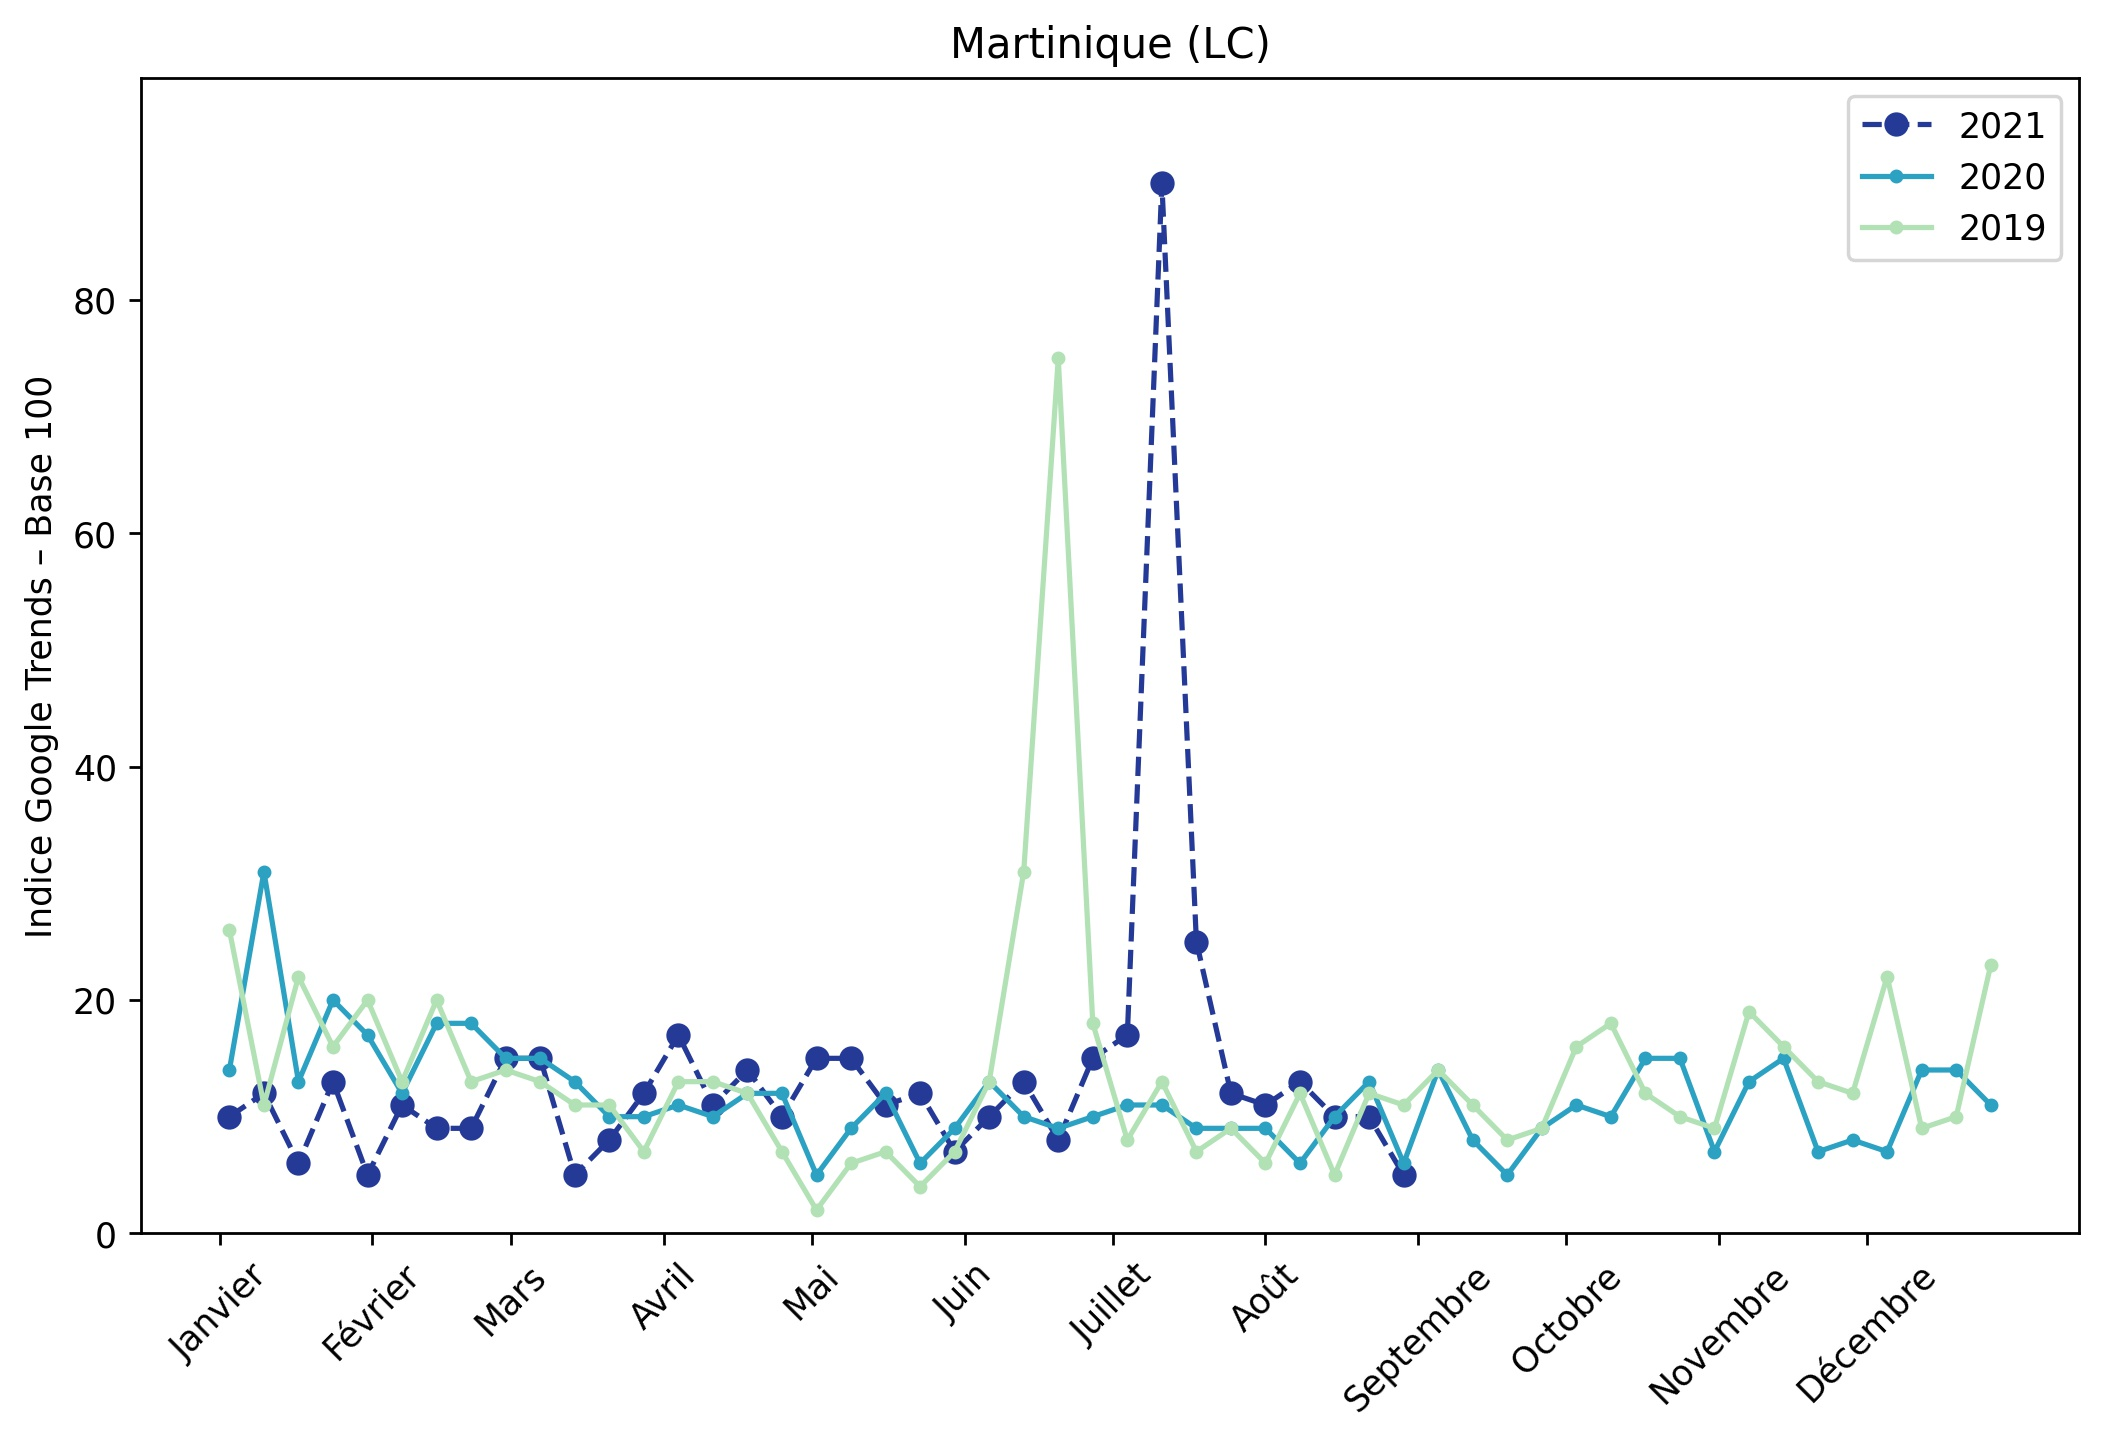 Martinique (LC)
2021
2020
2019
Indice Google Trends – Base 100
80
60
40
20
0
Janvier
Février
Mars
Avril
Mai
Juin
Juillet
Août
Septembre
Octobre
Novembre
Décembre